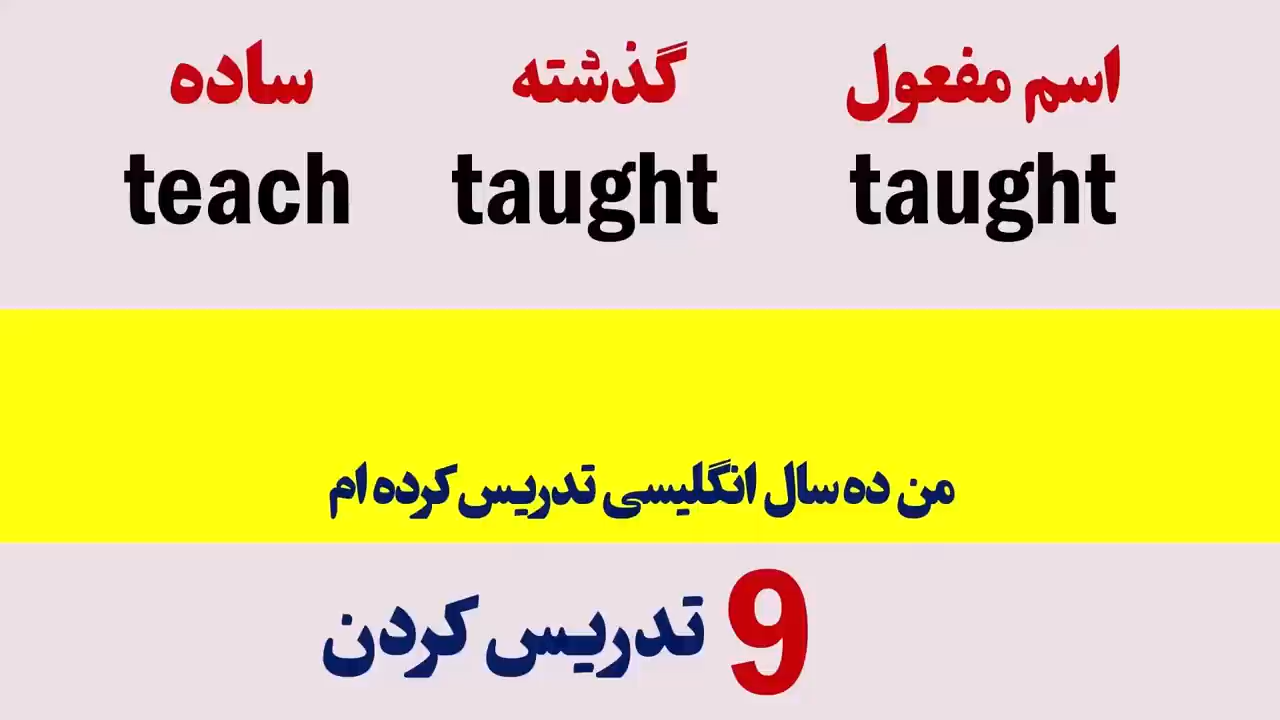 ساده گذشته اسم مفعول
teach taught taught
من ده سال انگلیسی تدریس کرده ام
9 تدریس کردن